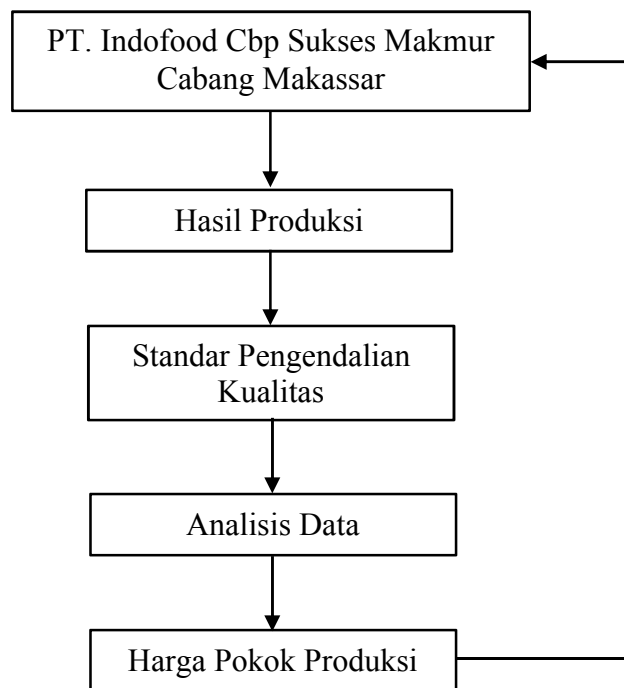 PT. Indofood Cbp Sukses Makmur
Cabang Makassar
Hasil Produksi
Standar Pengendalian
Kualitas
Analisis Data
Harga Pokok Produksi